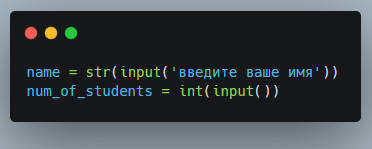 name = str(input('введите ваше имя'))
num_of_students = int(input())